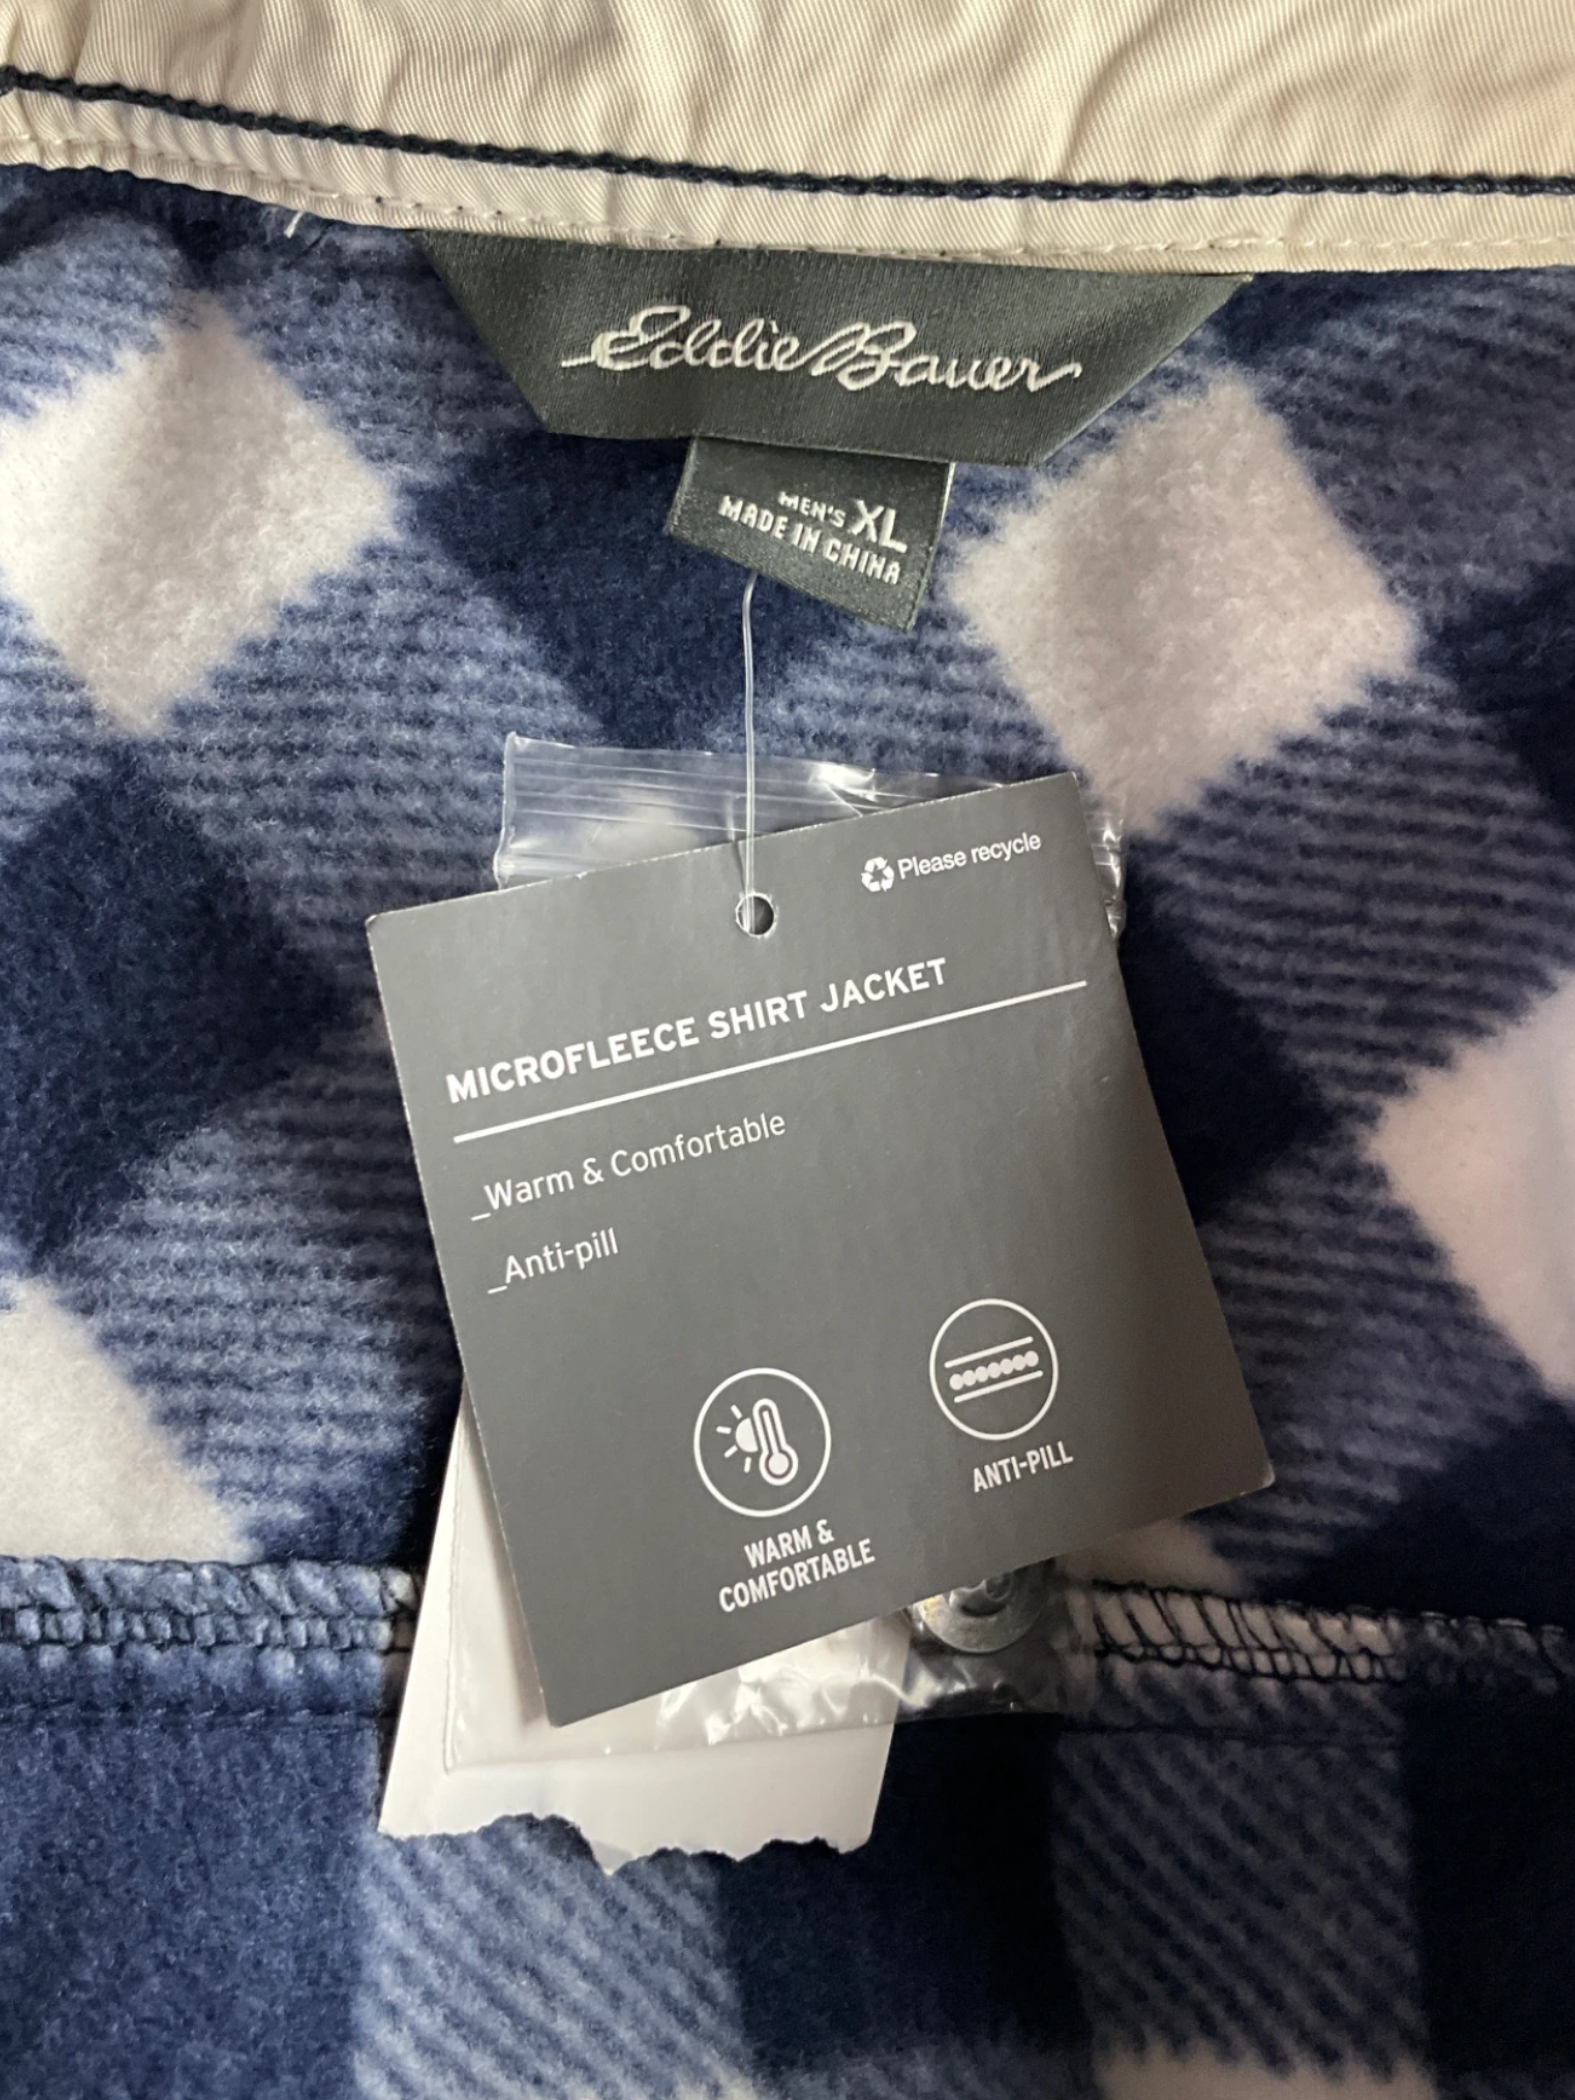 Eddie Bauer
MEN'S XL
MADE IN CHINA
Please recycle
MICROFLEECE SHIRT JACKET
_Warm & Comfortable
_Anti-pill
WARM &
COMFORTABLE
ANTI-PILL